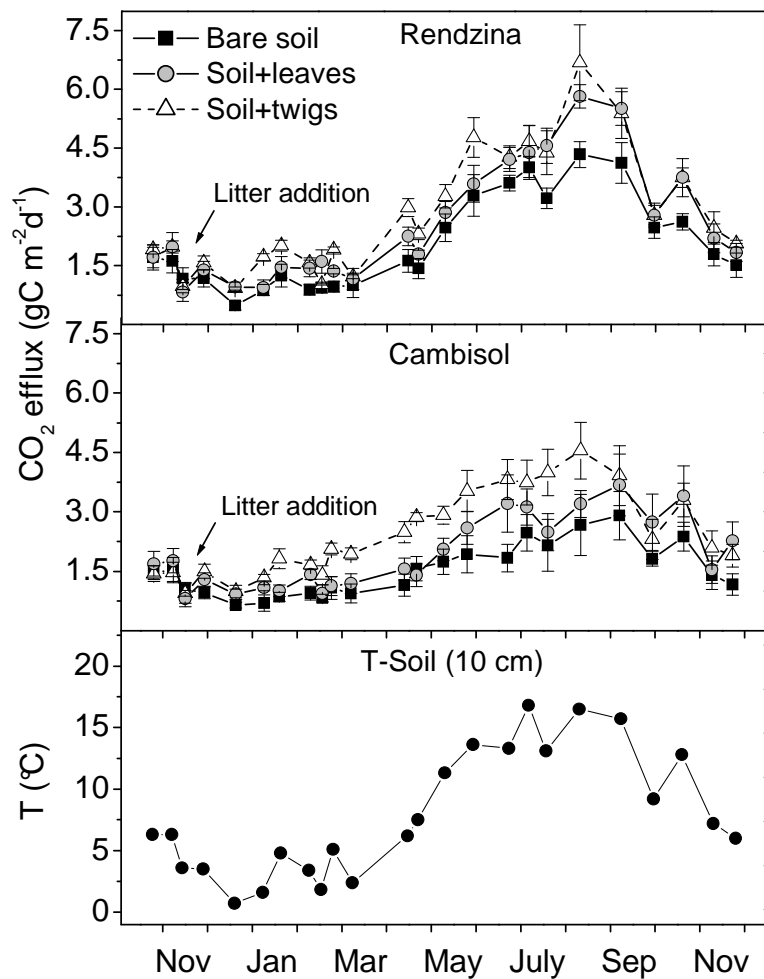 7.5
6.0
4.5
3.0
1.5
Rendzina
Bare soil
Soil+leaves
Soil+twigs
Litter addition
CO₂ efflux (gC m⁻²d⁻¹)
7.5
6.0
4.5
3.0
1.5
Cambisol
Litter addition
T-Soil (10 cm)
T (°C)
20
15
10
5
0
Nov Jan Mar May July Sep Nov